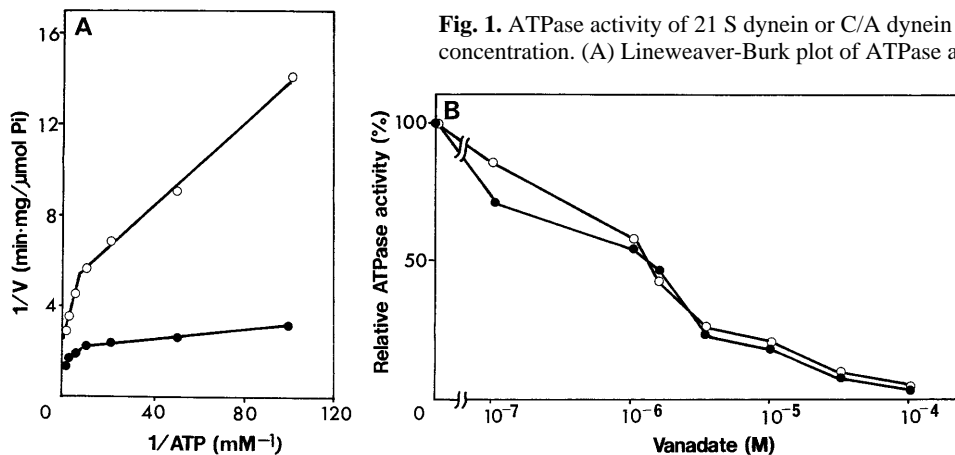 Fig. 1. ATPase activity of 21 S dynein or C/A dynein
concentration. (A) Lineweaver-Burk plot of ATPase a
A
16
12
8
4
0
40
80
120
1/V (min·mg/μmol Pi)
1/ATP (mM⁻¹)
B
100
50
0
10⁻⁷
10⁻⁶
10⁻⁵
10⁻⁴
Relative ATPase activity (%)
Vanadate (M)